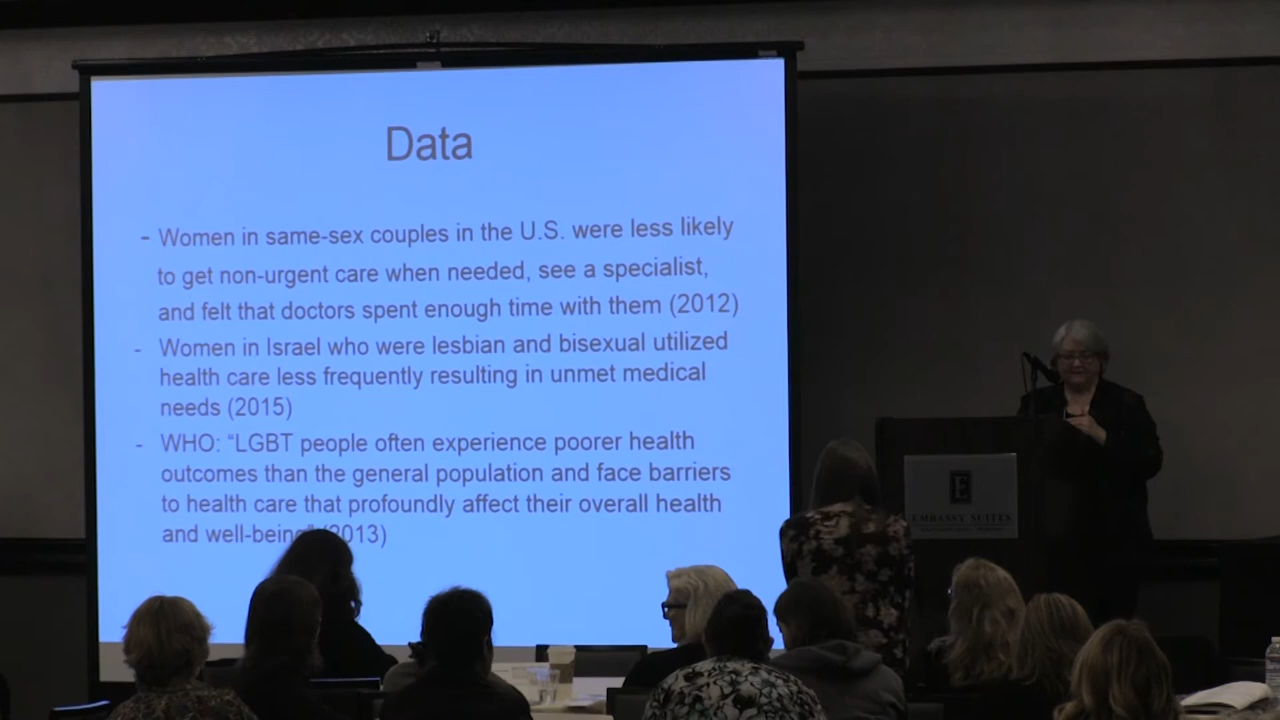 Data
- Women in same-sex couples in the U.S. were less likely
to get non-urgent care when needed, see a specialist,
and felt that doctors spent enough time with them (2012)
- Women in Israel who were lesbian and bisexual utilized
health care less frequently resulting in unmet medical
needs (2015)
- WHO: “LGBT people often experience poorer health
outcomes than the general population and face barriers
to health care that profoundly affect their overall health
and well-being” (2013)
E
EMBASSY SUITES